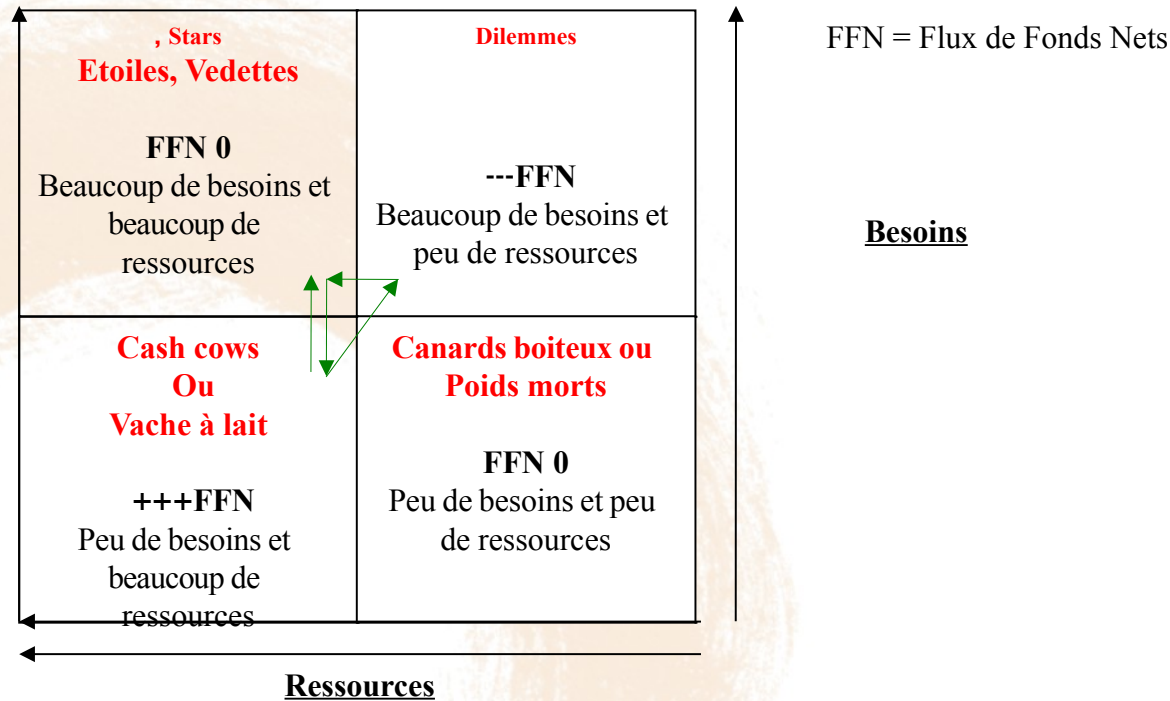 , Stars
Etoiles, Vedettes
FFN 0
Beaucoup de besoins et
beaucoup de
ressources
Dilemmes
---FFN
Beaucoup de besoins et
peu de ressources
FFN = Flux de Fonds Nets
Besoins
Cash cows
Ou
Vache à lait
+++FFN
Peu de besoins et
beaucoup de
ressources
Canards boiteux ou
Poids morts
FFN 0
Peu de besoins et peu
de ressources
Ressources